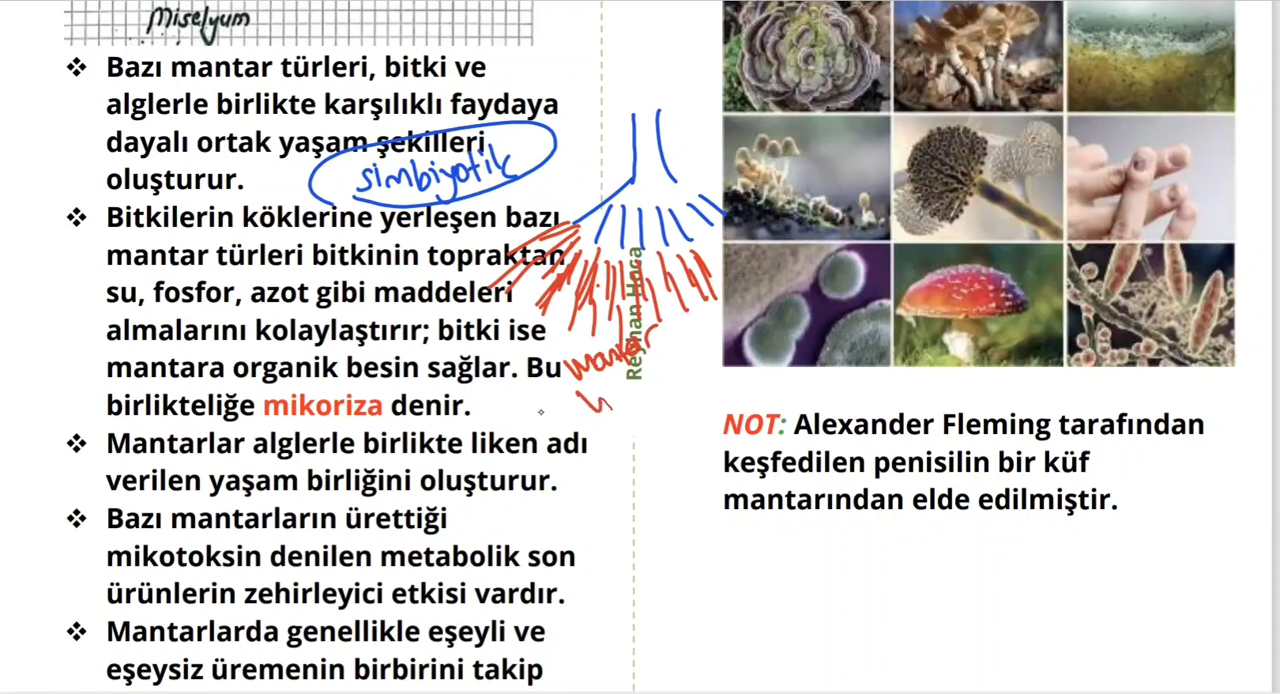 Miselyum
❖ Bazı mantar türleri, bitki ve
alglerle birlikte karşılıklı faydaya
dayalı ortak yaşam şekilleri
oluşturur.
simbiyotik
❖ Bitkilerin köklerine yerleşen bazı
mantar türleri bitkinin topraktan
su, fosfor, azot gibi maddeleri
almalarını kolaylaştırır; bitki ise
mantara organik besin sağlar. Bu
birlikteliğe mikoriza denir.
❖ Mantarlar alglerle birlikte liken adı
verilen yaşam birliğini oluşturur.
❖ Bazı mantarların ürettiği
mikotoksin denilen metabolik son
ürünlerin zehirleyici etkisi vardır.
❖ Mantarlarda genellikle eşeyli ve
eşeysiz üremenin birbirini takip
mantar
Reyhan Hoca
NOT: Alexander Fleming tarafından
keşfedilen penisilin bir küf
mantarından elde edilmiştir.